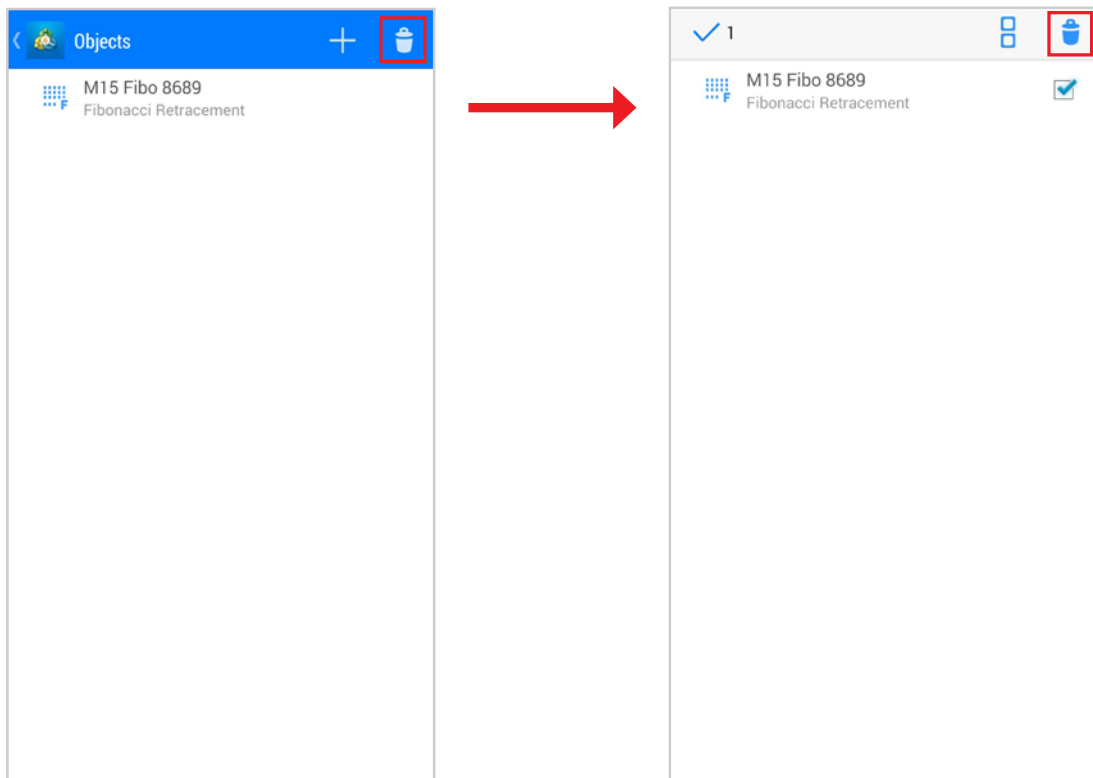 Objects
M15 Fibo 8689
Fibonacci Retracement
1
M15 Fibo 8689
Fibonacci Retracement